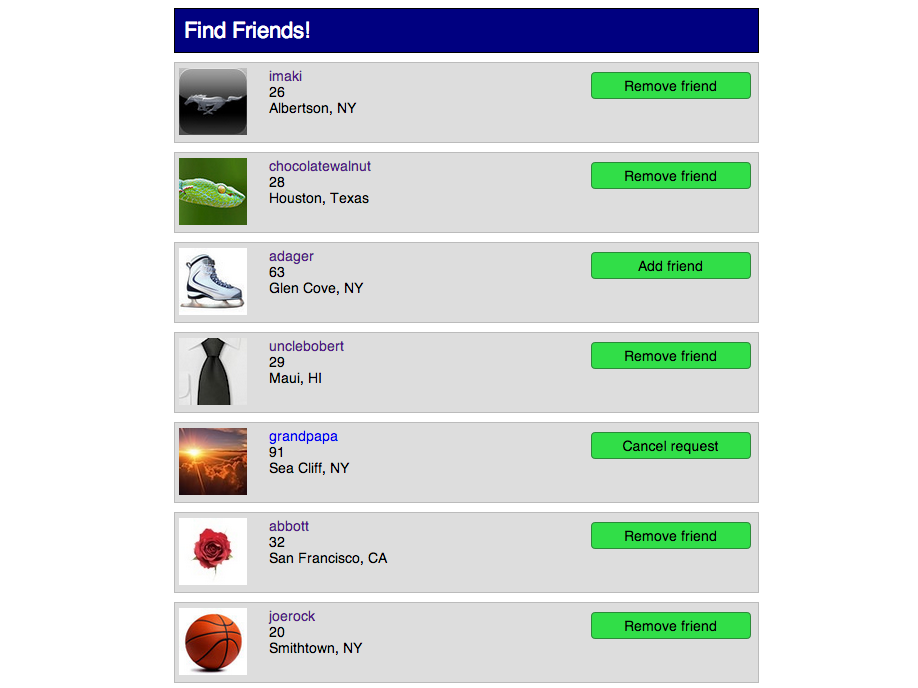 Find Friends!
imaki
Remove friend
26
Albertson, NY
chocolatewalnut
Remove friend
28
Houston, Texas
adager
Add friend
63
Glen Cove, NY
unclebobert
Remove friend
29
Maui, HI
grandpapa
Cancel request
91
Sea Cliff, NY
abbott
Remove friend
32
San Francisco, CA
joerock
Remove friend
20
Smithtown, NY